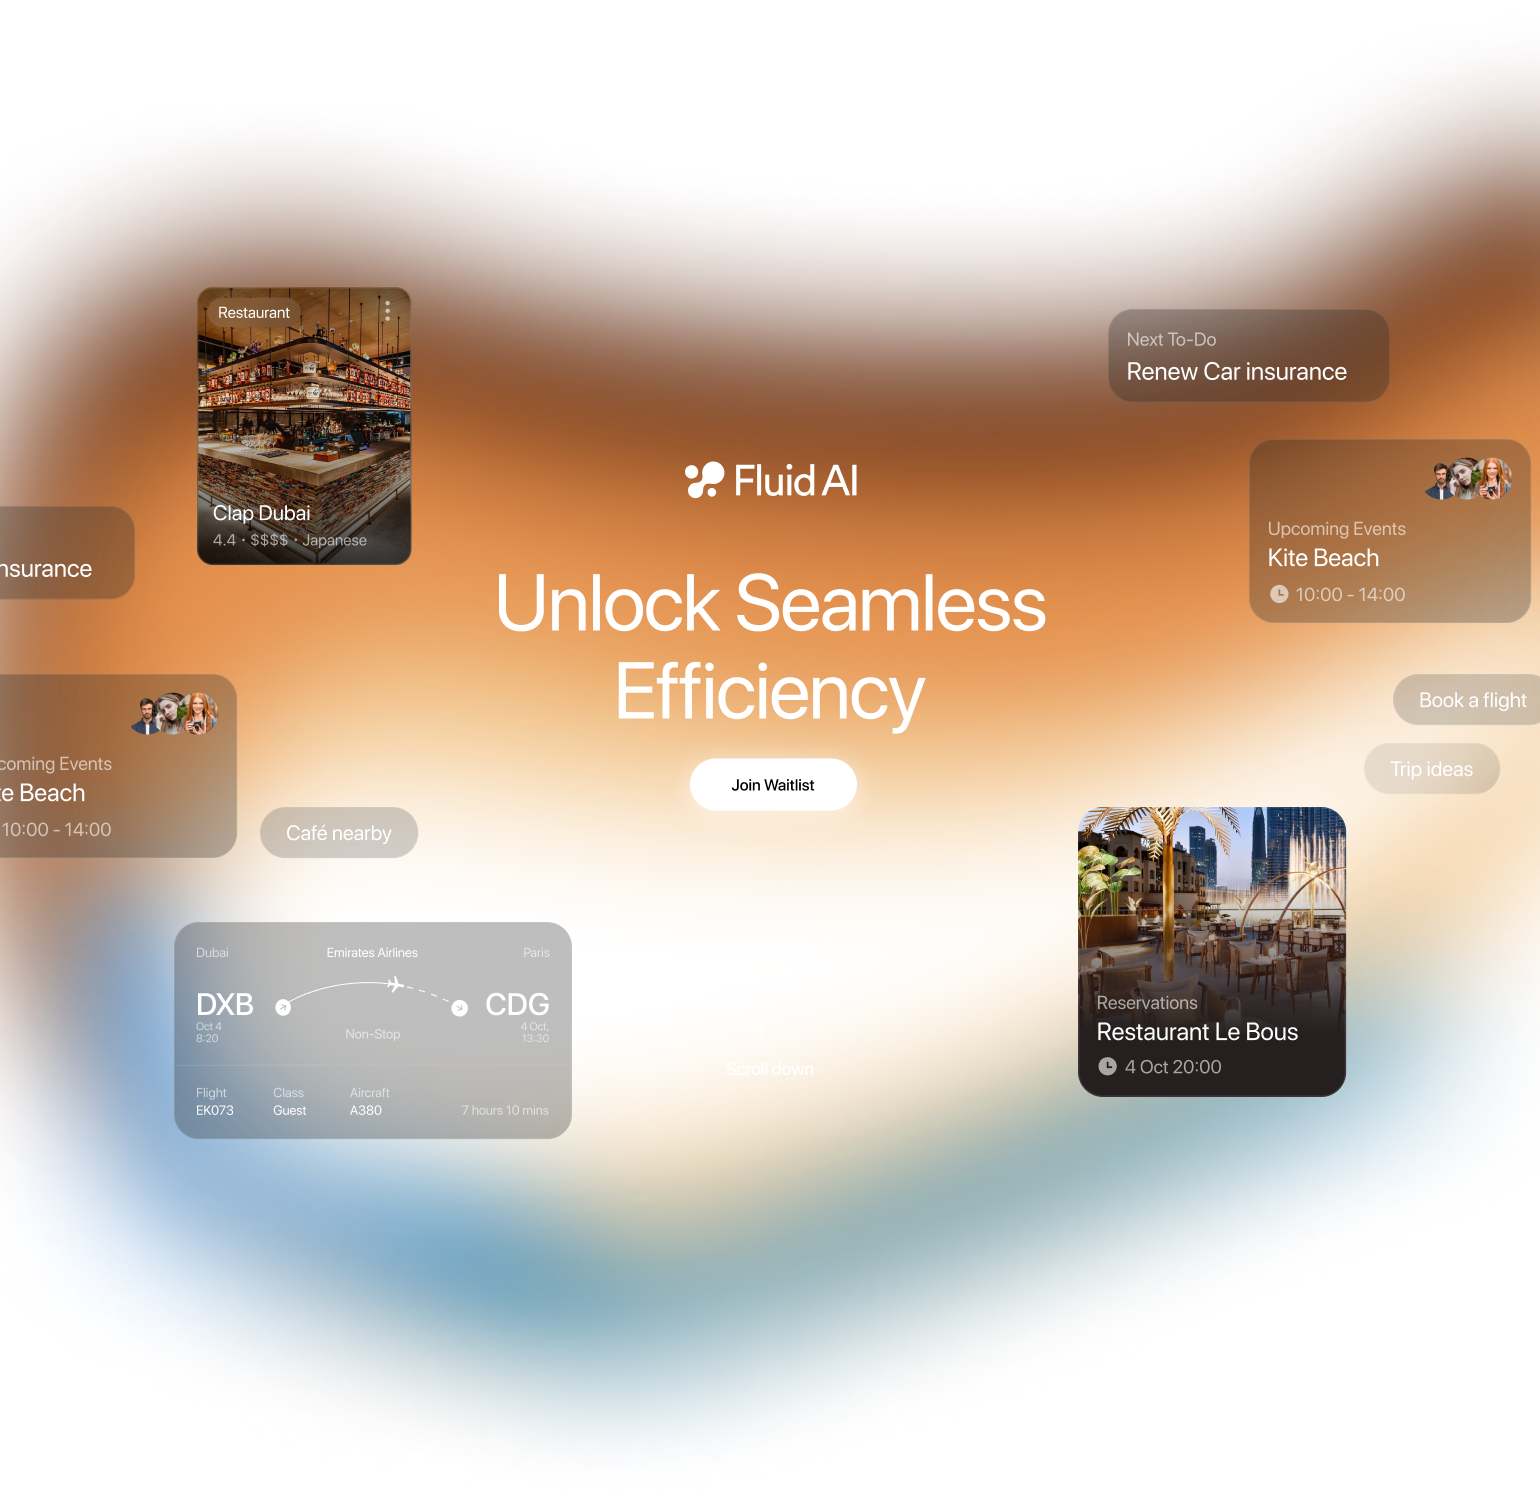 Restaurant
Clap Dubai
4.4 • $$$$ • Japanese
Next To-Do
Renew Car insurance
Fluid AI
Upcoming Events
Kite Beach
10:00 - 14:00
nsurance
Unlock Seamless
Efficiency
Join Waitlist
Book a flight
Trip ideas
coming Events
te Beach
10:00 - 14:00
Café nearby
Dubai
Emirates Airlines
Paris
DXB
CDG
Oct 4
8:20
Non-Stop
4 Oct,
13:30
Flight
Class
Aircraft
EK073
Guest
A380
7 hours 10 mins
Reservations
Restaurant Le Bous
4 Oct 20:00
Scroll down